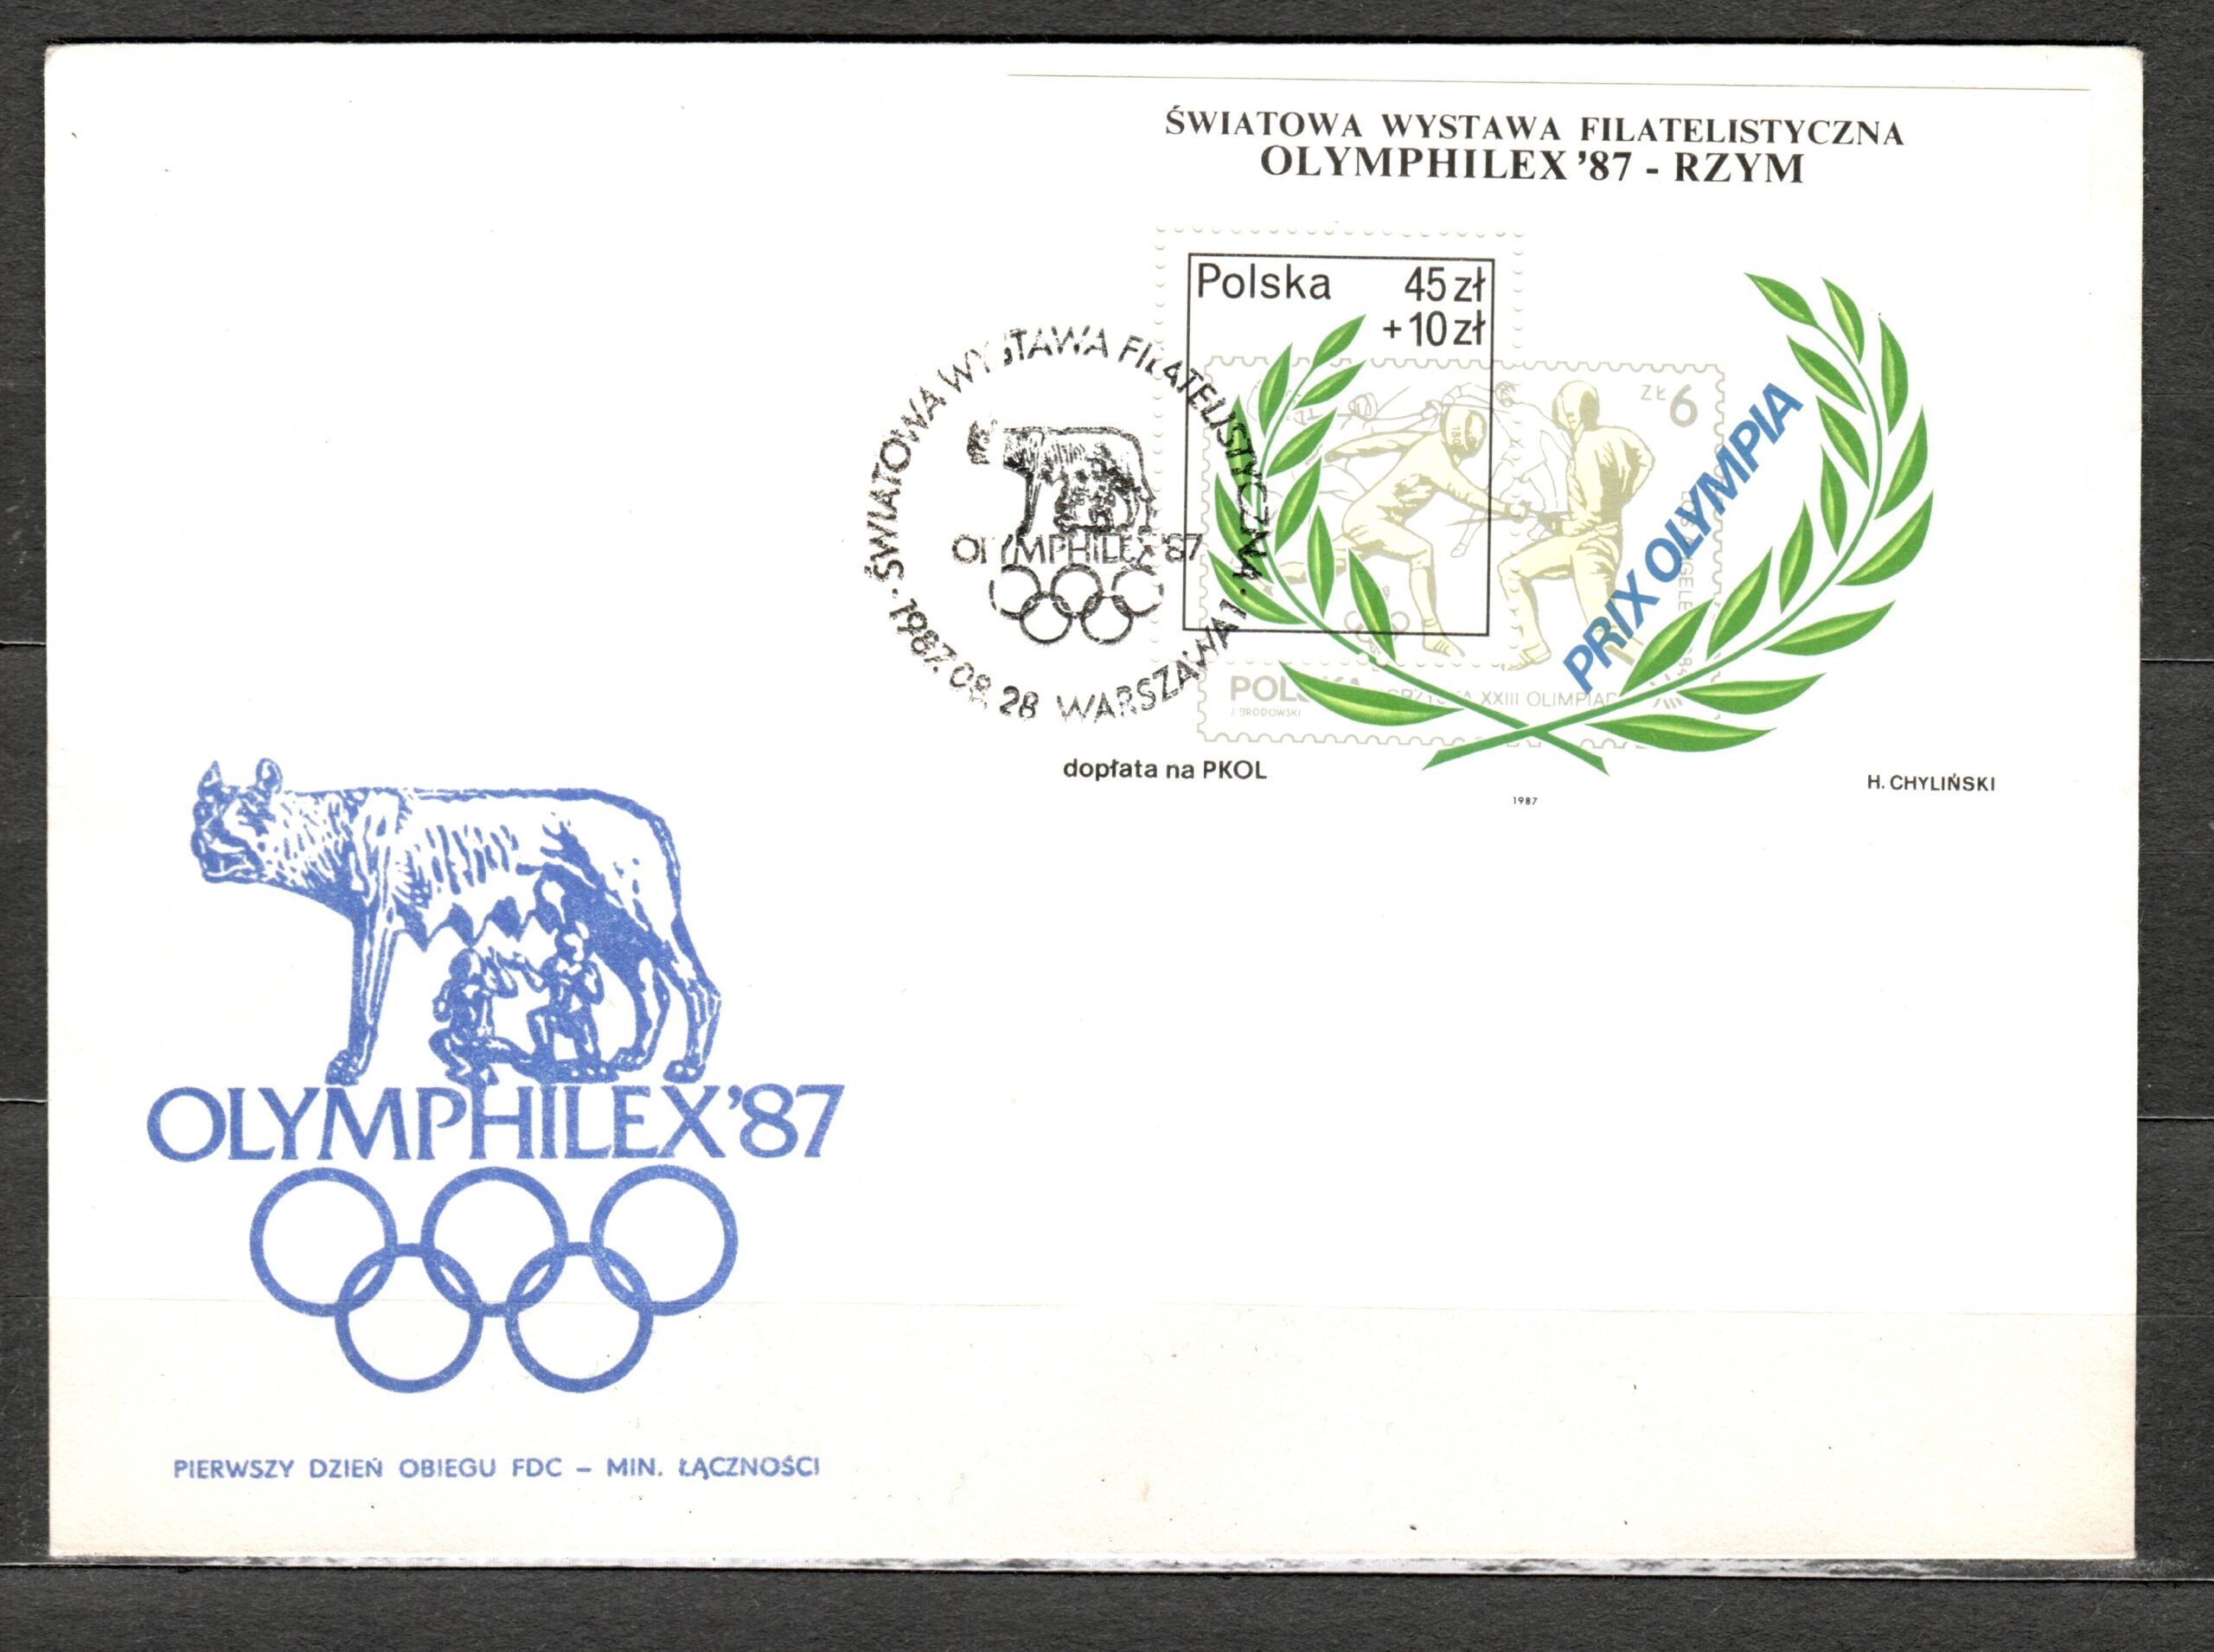 ŚWIATOWA WYSTAWA FILATELISTYCZNA
OLYMPHILEX '87 - RZYM
Polska 45 zł
+10 zł
ZŁ 6
PRIX OLYMPIA
ŚWIATOWA WYSTAWA FILATELISTYCZNA
OLYMPHILEX '87
1987.08.28 WARSZAWA 1
J. BRODOWSKI
XXIII
dopłata na PKOL
H. CHYLIŃSKI
1987
OLYMPHILEX'87
PIERWSZY DZIEŃ OBIEGU FDC – MIN. ŁĄCZNOŚCI